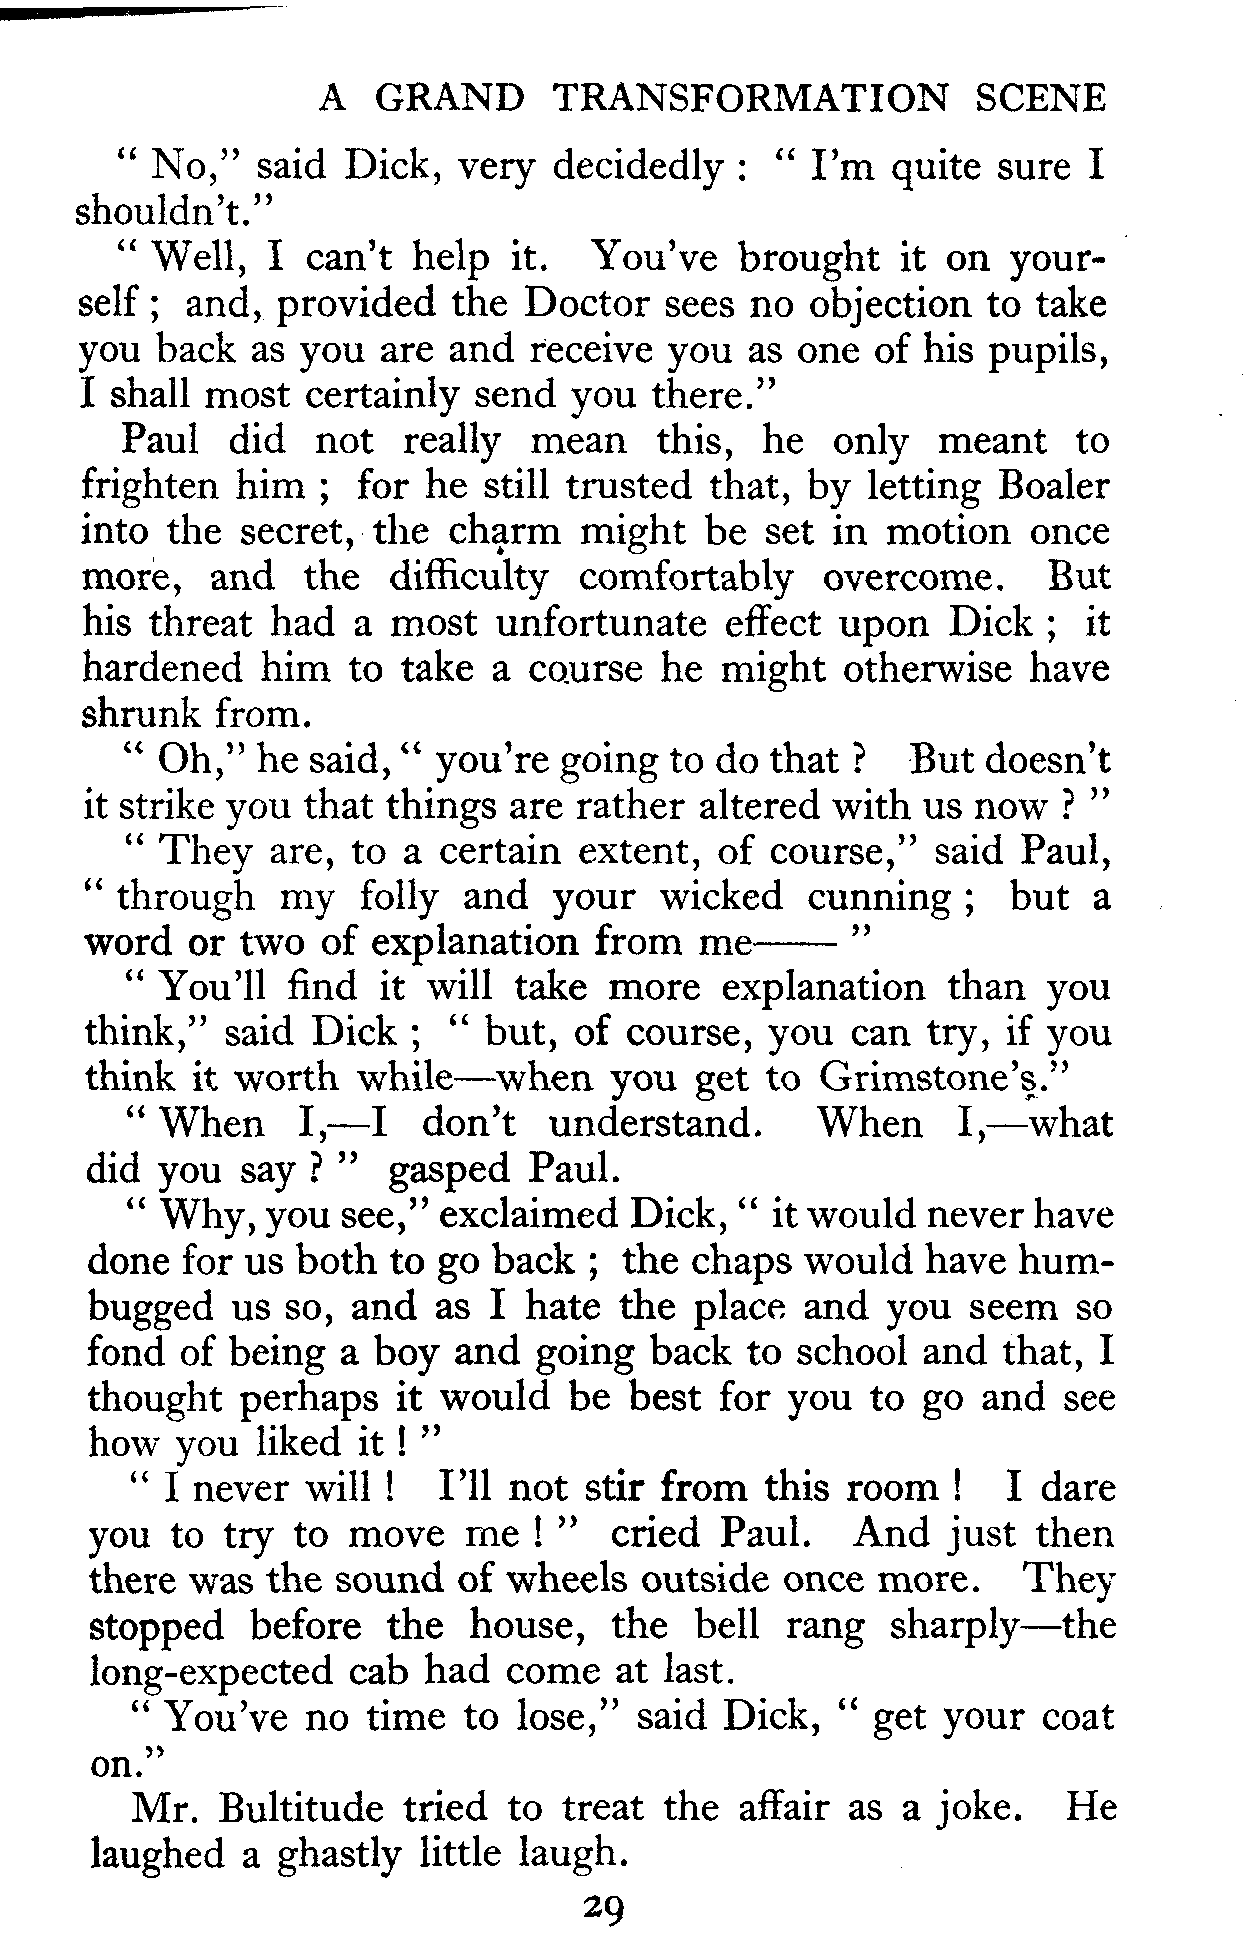 A GRAND TRANSFORMATION SCENE
“ No,” said Dick, very decidedly : “ I’m quite sure I
shouldn’t.”
“ Well, I can’t help it. You’ve brought it on your-
self ; and, provided the Doctor sees no objection to take
you back as you are and receive you as one of his pupils,
I shall most certainly send you there.”
Paul did not really mean this, he only meant to
frighten him ; for he still trusted that, by letting Boaler
into the secret, the charm might be set in motion once
more, and the difficulty comfortably overcome. But
his threat had a most unfortunate effect upon Dick ; it
hardened him to take a course he might otherwise have
shrunk from.
“ Oh,” he said, “ you’re going to do that ? But doesn’t
it strike you that things are rather altered with us now ? ”
“ They are, to a certain extent, of course,” said Paul,
“ through my folly and your wicked cunning ; but a
word or two of explanation from me—— ”
“ You’ll find it will take more explanation than you
think,” said Dick ; “ but, of course, you can try, if you
think it worth while—when you get to Grimstone’s.”
“ When I,—I don’t understand. When I,—what
did you say ? ” gasped Paul.
“ Why, you see,” exclaimed Dick, “ it would never have
done for us both to go back ; the chaps would have hum-
bugged us so, and as I hate the place and you seem so
fond of being a boy and going back to school and that, I
thought perhaps it would be best for you to go and see
how you liked it ! ”
“ I never will ! I’ll not stir from this room ! I dare
you to try to move me ! ” cried Paul. And just then
there was the sound of wheels outside once more. They
stopped before the house, the bell rang sharply—the
long-expected cab had come at last.
“ You’ve no time to lose,” said Dick, “ get your coat
on.”
Mr. Bultitude tried to treat the affair as a joke. He
laughed a ghastly little laugh.
29